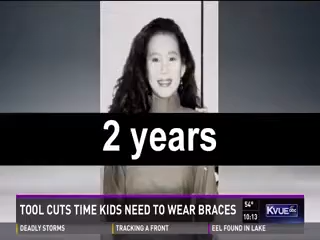 2 years
TOOL CUTS TIME KIDS NEED TO WEAR BRACES
54°
10:13
KVUE abc
DEADLY STORMS
TRACKING A FRONT
EEL FOUND IN LAKE